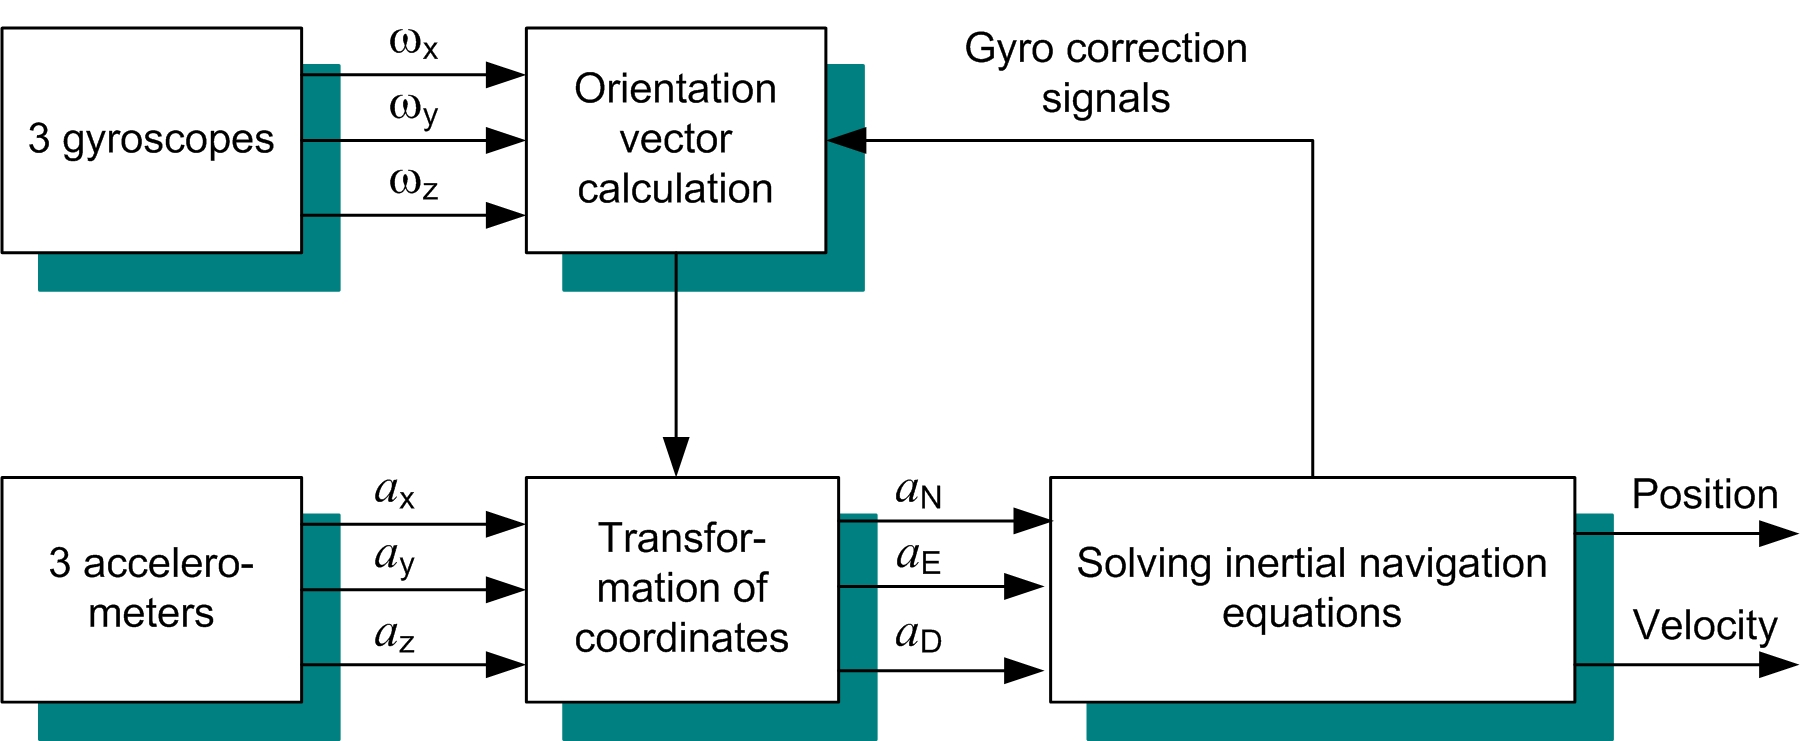 3 gyroscopes
ωx
ωy
ωz
Orientation
vector
calculation
Gyro correction
signals
3 accelero-
meters
ax
ay
az
Transfor-
mation of
coordinates
aN
aE
aD
Solving inertial navigation
equations
Position
Velocity